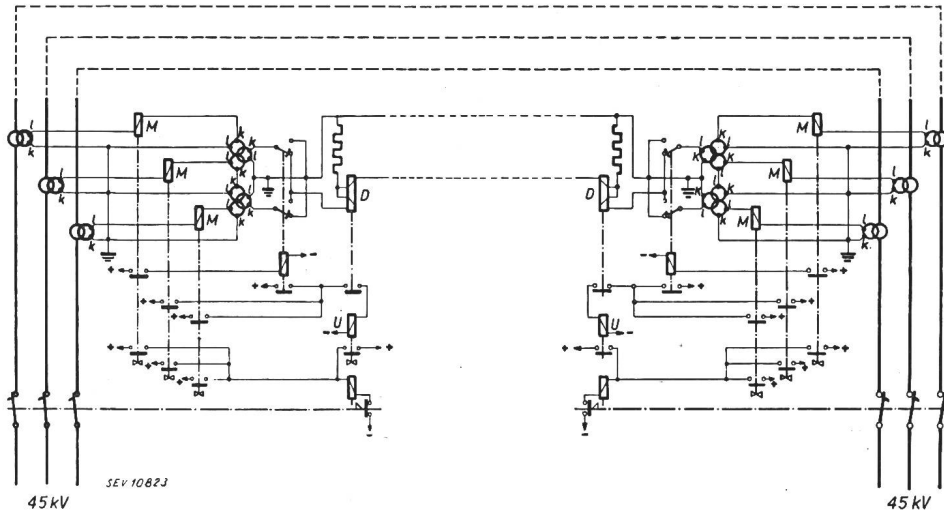 l k M k l l k D D k l l k M l k
l k M l k l k M l k
l k M k k M l k
+ - - +
+ + + +
+ +
U U
- -
+ + + +
+ +
+ +
- -
SEV 10823
45 kV 45 kV